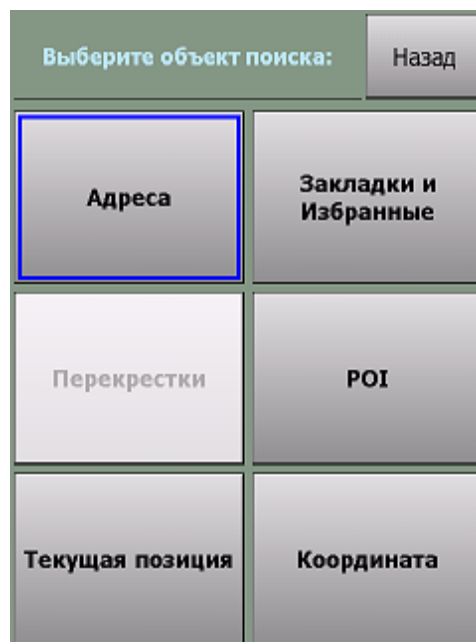 Выберите объект поиска:
Назад
Адреса
Закладки и
Избранные
Перекрестки
POI
Текущая позиция
Координата